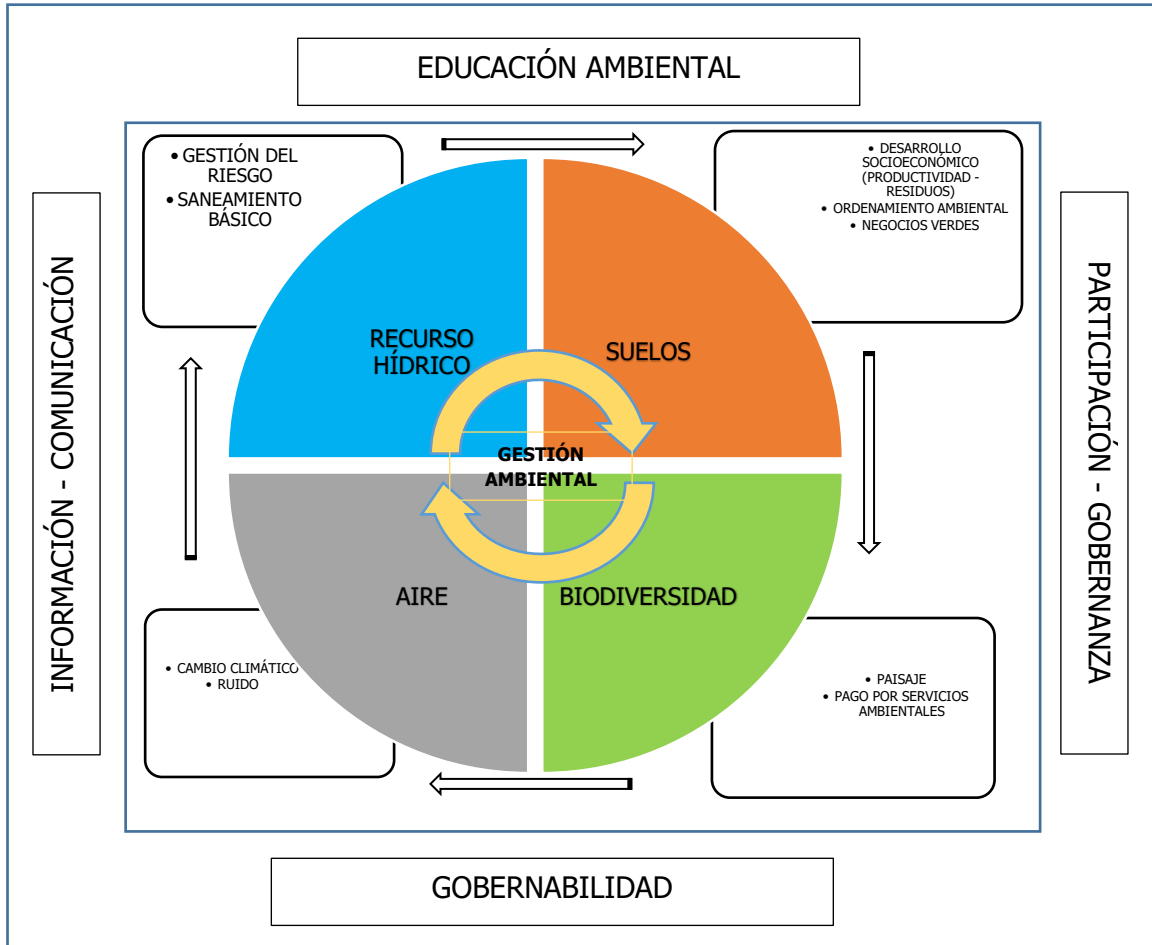 EDUCACIÓN AMBIENTAL
• GESTIÓN DEL
RIESGO
• SANEAMIENTO
BÁSICO
• DESARROLLO
SOCIOECONÓMICO
(PRODUCTIVIDAD -
RESIDUOS)
• ORDENAMIENTO AMBIENTAL
• NEGOCIOS VERDES
INFORMACIÓN - COMUNICACIÓN
PARTICIPACIÓN - GOBERNANZA
RECURSO
HÍDRICO
SUELOS
GESTIÓN
AMBIENTAL
AIRE
BIODIVERSIDAD
• CAMBIO CLIMÁTICO
• RUIDO
• PAISAJE
• PAGO POR SERVICIOS
AMBIENTALES
GOBERNABILIDAD